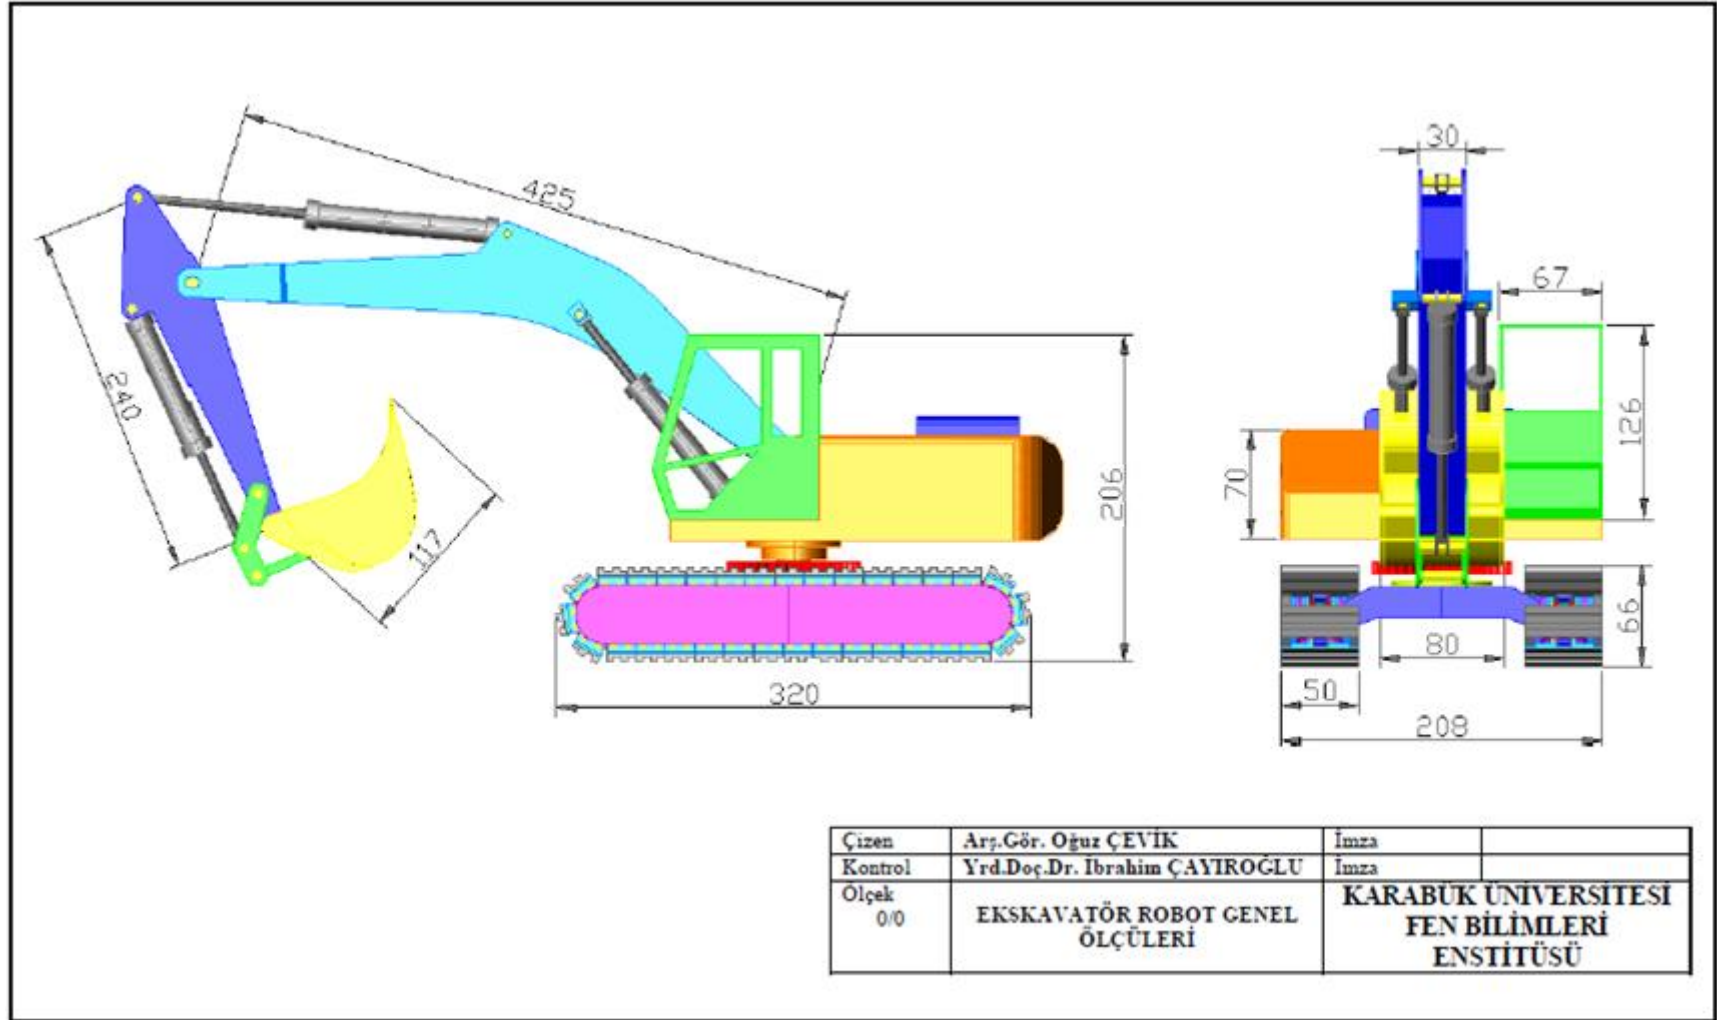 425
240
117
206
320
30
67
126
70
66
80
50
208
Çizen Arş.Gör. Oğuz ÇEVİK İmza
Kontrol Yrd.Doç.Dr. İbrahim ÇAYIROĞLU İmza
Ölçek
0/0
EKSKAVATÖR ROBOT GENEL
ÖLÇÜLERİ
KARABÜK ÜNİVERSİTESİ
FEN BİLİMLERİ
ENSTİTÜSÜ